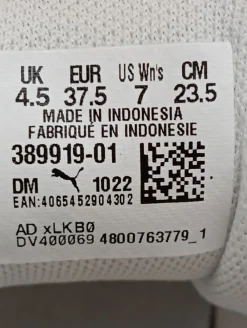 UK EUR US Wn's CM
4.5 37.5 7 23.5
MADE IN INDONESIA
FABRIQUÉ EN INDONESIE
389919-01
DM 1022
EAN:4065452904302
AD xLKB0
DV400069 4800763779_1